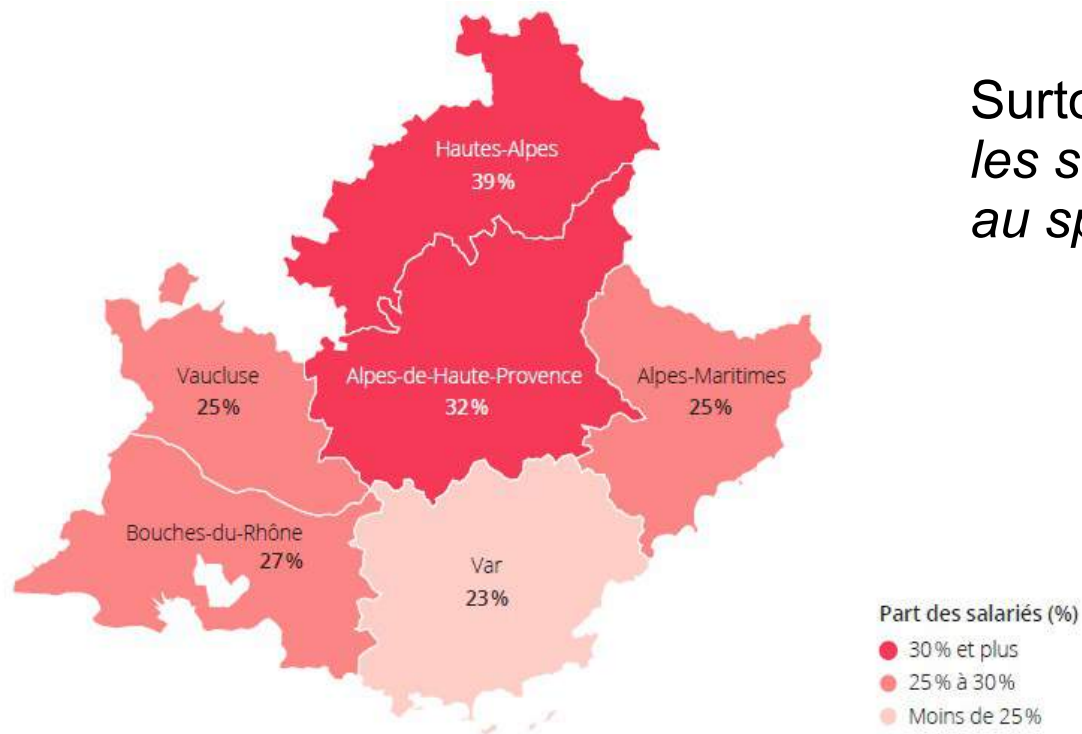 Surto
les s
au sp
Hautes-Alpes
39%
Vaucluse
25%
Alpes-de-Haute-Provence
32%
Alpes-Maritimes
25%
Bouches-du-Rhône
27%
Var
23%
Part des salariés (%)
30% et plus
25% à 30%
Moins de 25%